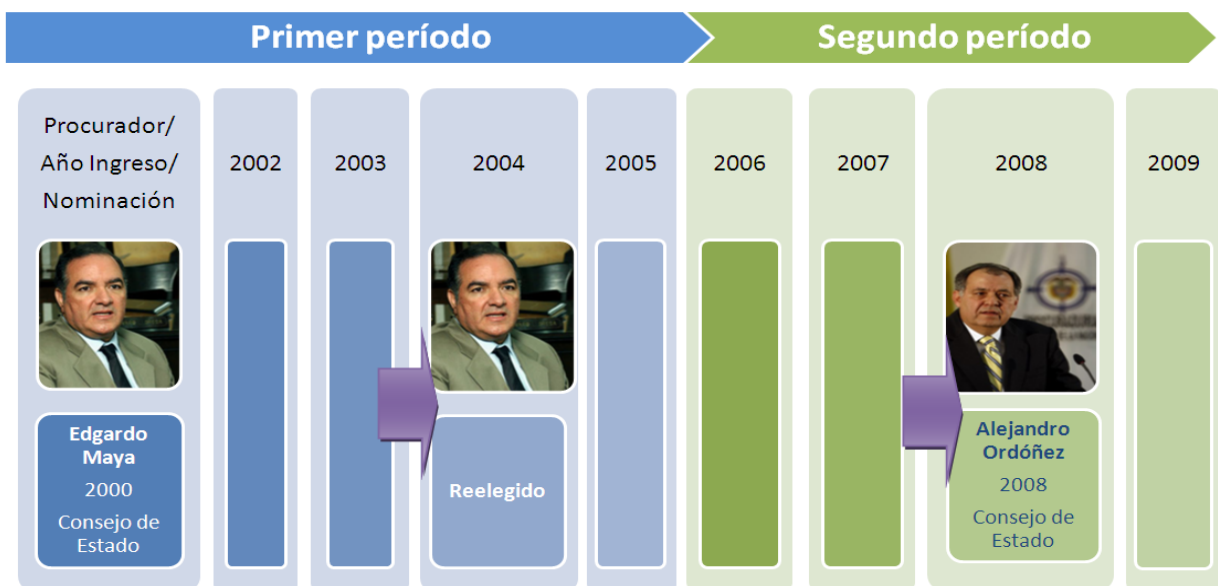 Primer período
Segundo período
Procurador/
Año Ingreso/
Nominación
2002
2003
2004
2005
2006
2007
2008
2009
Edgardo
Maya
2000
Consejo de
Estado
Reelegido
Alejandro
Ordóñez
2008
Consejo de
Estado